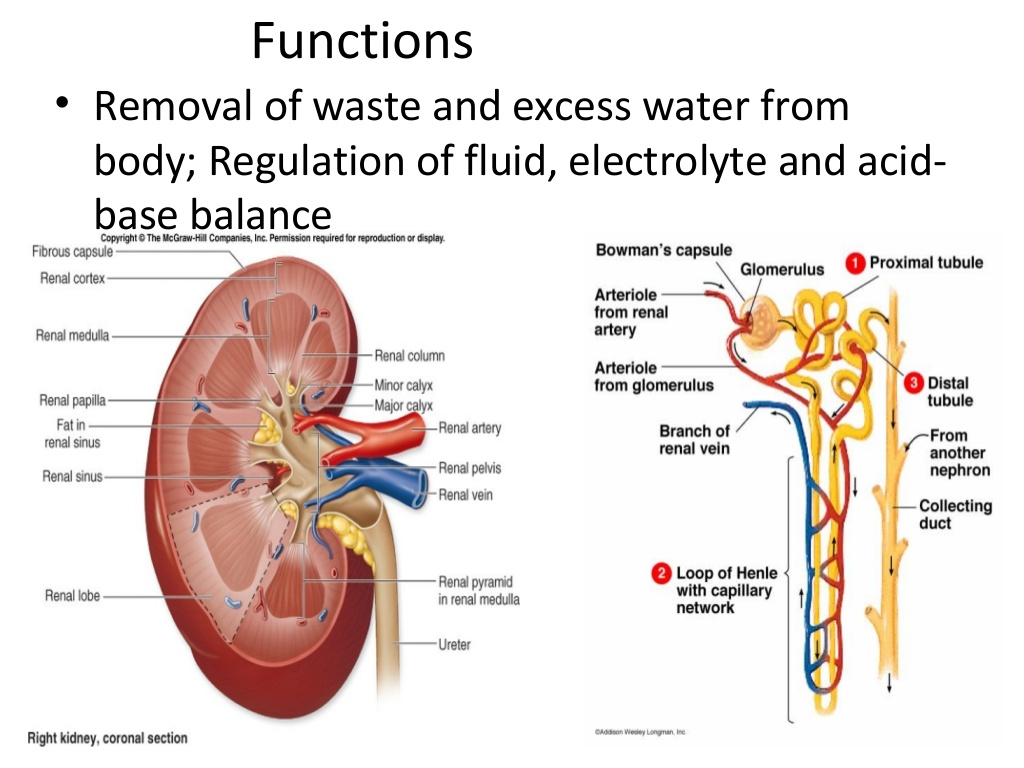 Functions
• Removal of waste and excess water from
body; Regulation of fluid, electrolyte and acid-
base balance
Copyright © The McGraw-Hill Companies, Inc. Permission required for reproduction or display.
Fibrous capsule
Renal cortex
Renal medulla
Renal papilla
Fat in
renal sinus
Renal sinus
Renal lobe
Renal column
Minor calyx
Major calyx
Renal artery
Renal pelvis
Renal vein
Renal pyramid
in renal medulla
Ureter
Right kidney, coronal section
Bowman's capsule
Glomerulus
1 Proximal tubule
Arteriole
from renal
artery
Arteriole
from glomerulus
3 Distal
tubule
Branch of
renal vein
From
another
nephron
Collecting
duct
2 Loop of Henle
with capillary
network
©Addison Wesley Longman, Inc.